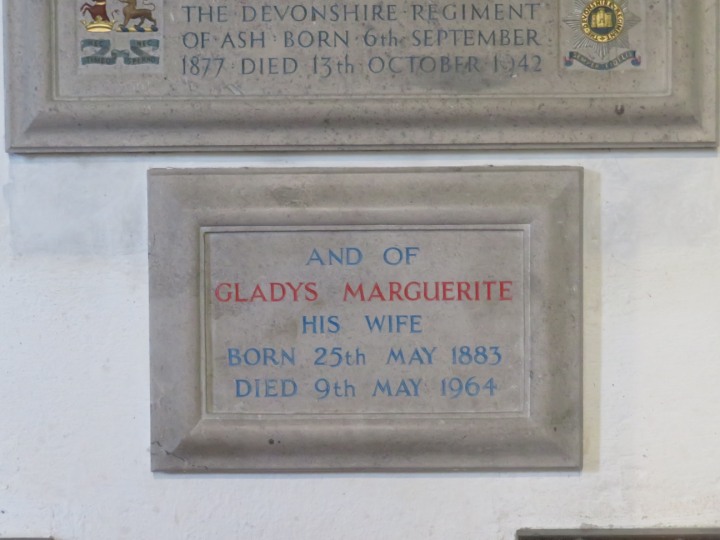 THE DEVONSHIRE REGIMENT
OF ASH · BORN 6th SEPTEMBER
1877 · DIED 13th OCTOBER 1942
AND OF
GLADYS MARGUERITE
HIS WIFE
BORN 25th MAY 1883
DIED 9th MAY 1964